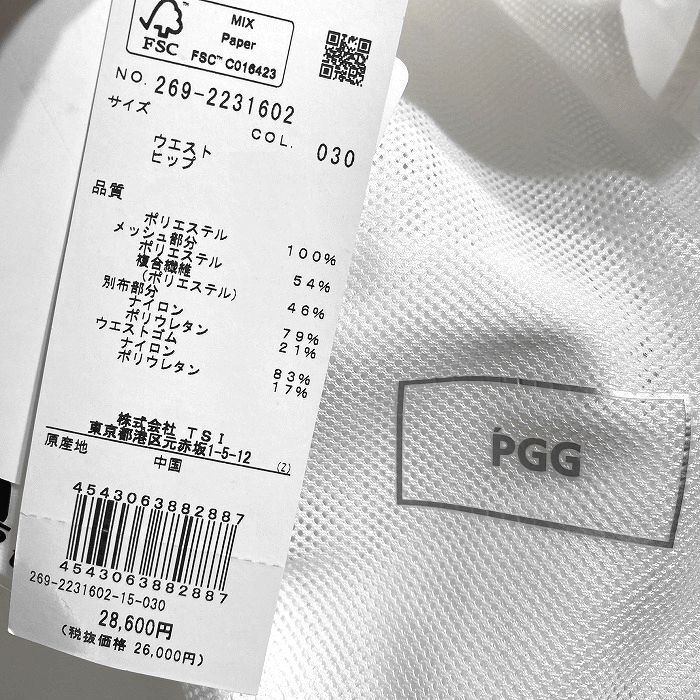 FSC
MIX
Paper
FSC™ C016423
NO. 269-2231602
サイズ
COL. 030
ウエスト
ヒップ
品質
ポリエステル 100%
メッシュ部分
ポリエステル 54%
複合繊維
(ポリエステル) 46%
別布部分
ナイロン 79%
ポリウレタン 21%
ウエストゴム
ナイロン 83%
ポリウレタン 17%
株式会社 TSI
東京都港区元赤坂1-5-12
原産地 中国 (Z)
4543063882887
4543063882887
269-2231602-15-030
28,600円
(税抜価格 26,000円)
PGG